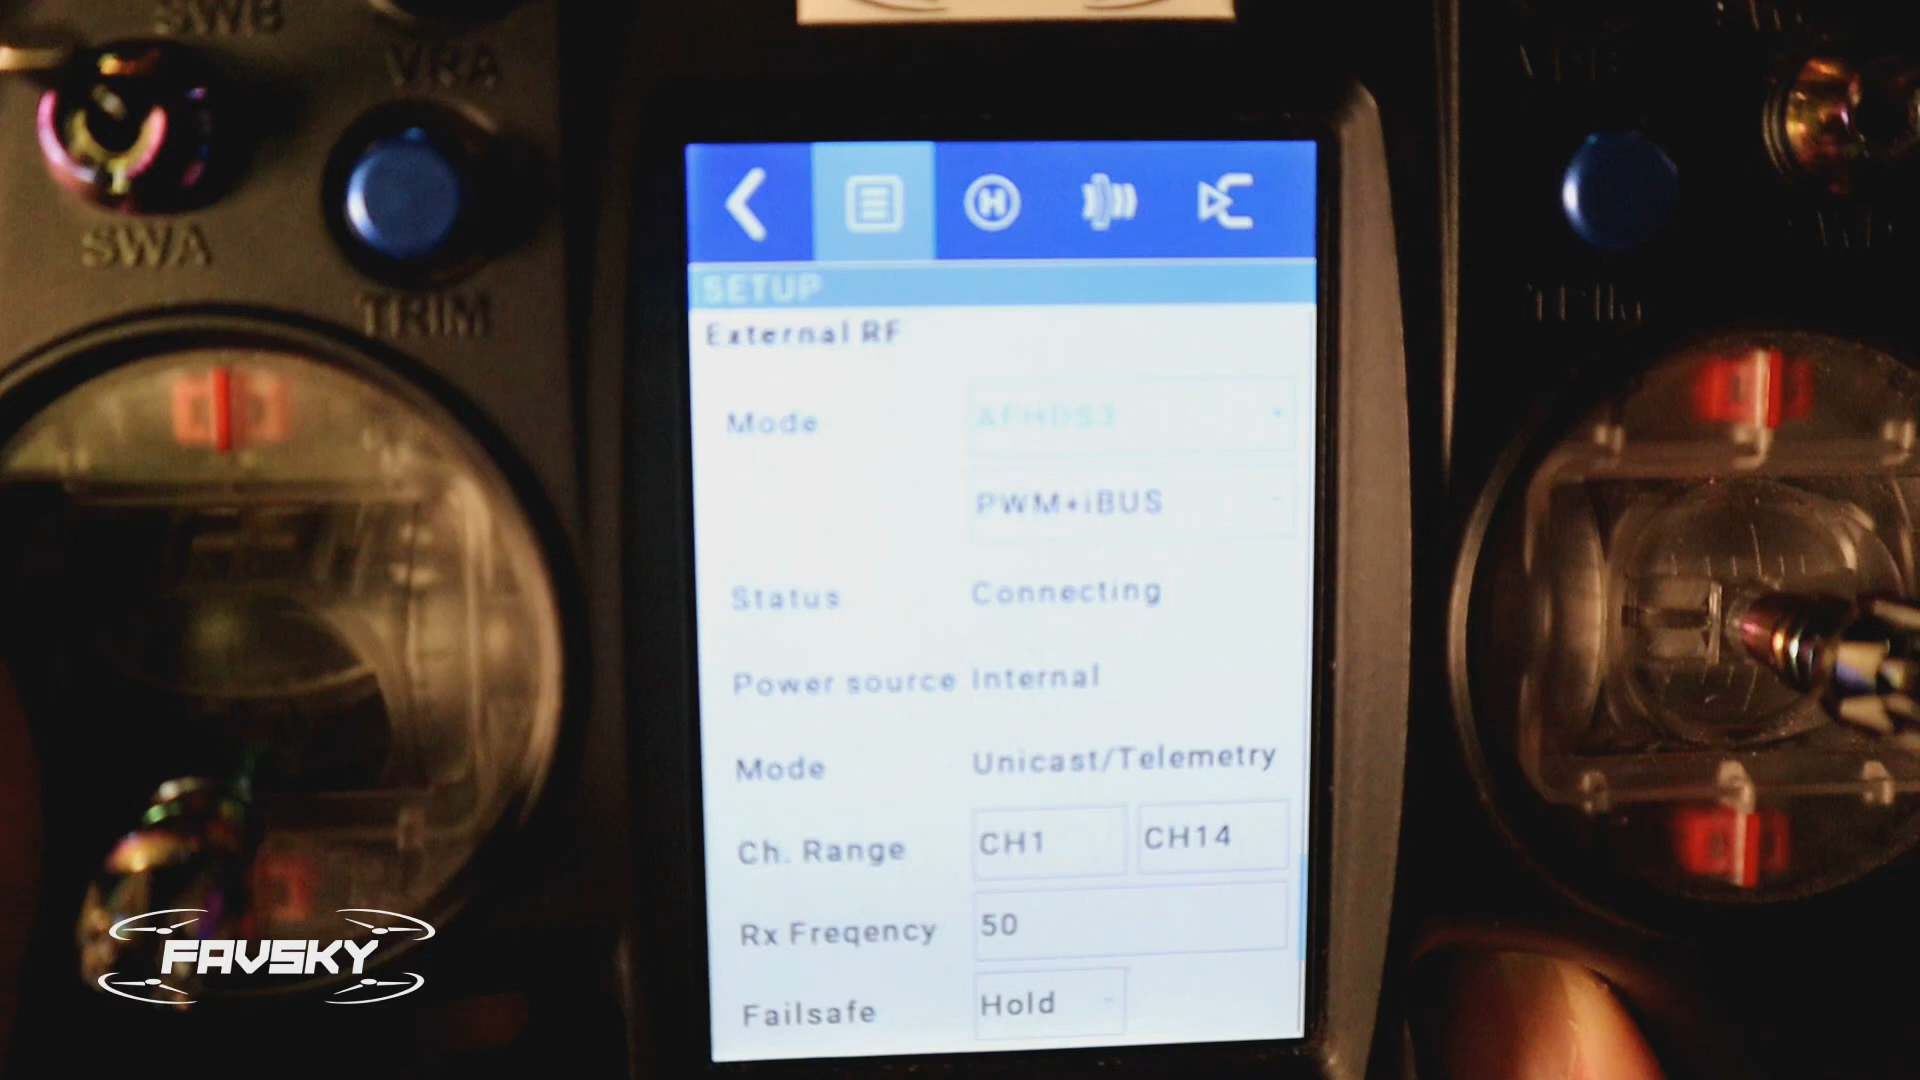 SWB
VRA
SWA
TRIM
SETUP
External RF
Mode AFHDS3
PWM+iBUS
Status Connecting
Power source Internal
Mode Unicast/Telemetry
Ch. Range CH1 CH14
Rx Freqency 50
Failsafe Hold
FAVSKY